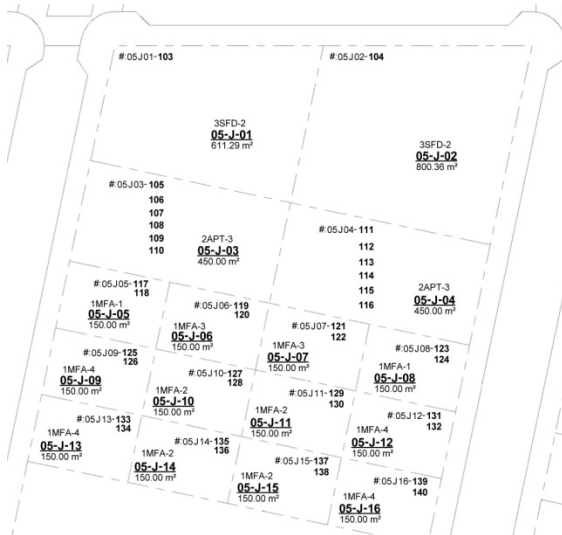 #:05J01-103
#:05J02-104
3SFD-2
05-J-01
611.29 m²
3SFD-2
05-J-02
800.36 m²
#:05J03- 105
106
107
108
109
110
#:05J04- 111
112
113
114
115
116
2APT-3
05-J-03
450.00 m²
2APT-3
05-J-04
450.00 m²
#:05J05- 117
118
1MFA-1
05-J-05
150.00 m²
#:05J06-119
120
1MFA-3
05-J-06
150.00 m²
#:05J07-121
122
1MFA-3
05-J-07
150.00 m²
#:05J08-123
124
1MFA-1
05-J-08
150.00 m²
#:05J09-125
126
1MFA-4
05-J-09
150.00 m²
#:05J10-127
128
1MFA-2
05-J-10
150.00 m²
#:05J11-129
130
1MFA-2
05-J-11
150.00 m²
#:05J12-131
132
1MFA-4
05-J-12
150.00 m²
#:05J13-133
134
1MFA-4
05-J-13
150.00 m²
#:05J14-135
136
1MFA-2
05-J-14
150.00 m²
#:05J15-137
138
1MFA-2
05-J-15
150.00 m²
#:05J16-139
140
1MFA-4
05-J-16
150.00 m²